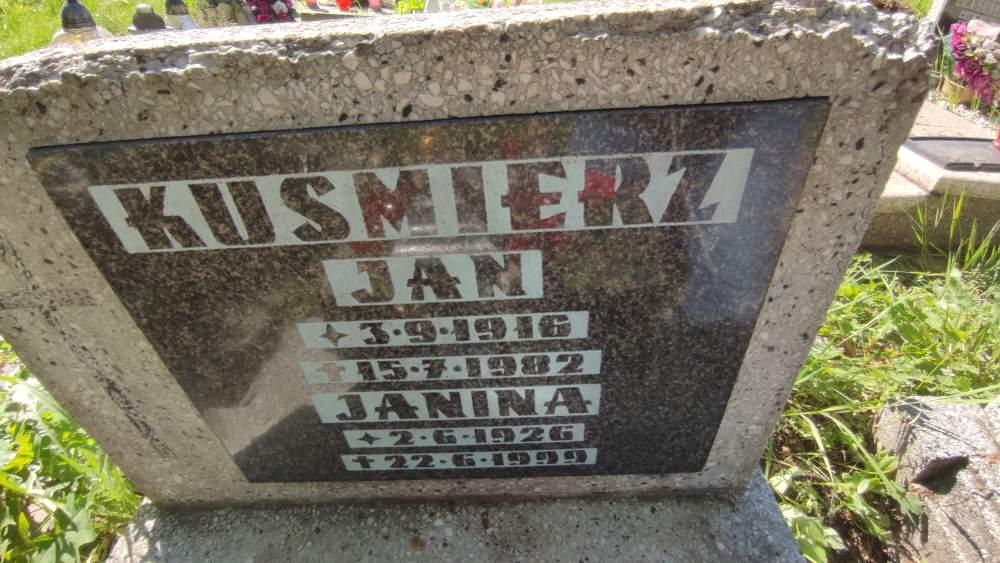 KUSMIERZ
JAN
✦ 3·9·1916
✝ 15·7·1982
JANINA
✦ 2·6·1926
✝ 22·6·1999